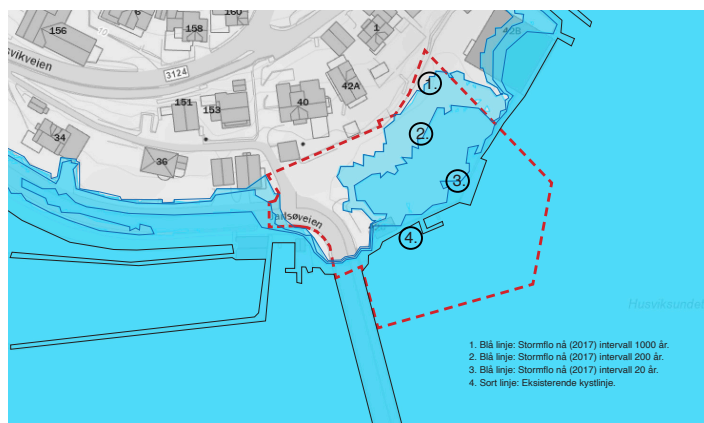 156
6
158
160
1
42B
svikveien
3124
42A
151
153
40
34
36
1.
2.
3.
4.
Husviksundet
1. Blå linje: Stormflo nå (2017) intervall 1000 år.
2. Blå linje: Stormflo nå (2017) intervall 200 år.
3. Blå linje: Stormflo nå (2017) intervall 20 år.
4. Sort linje: Eksisterende kystlinje.